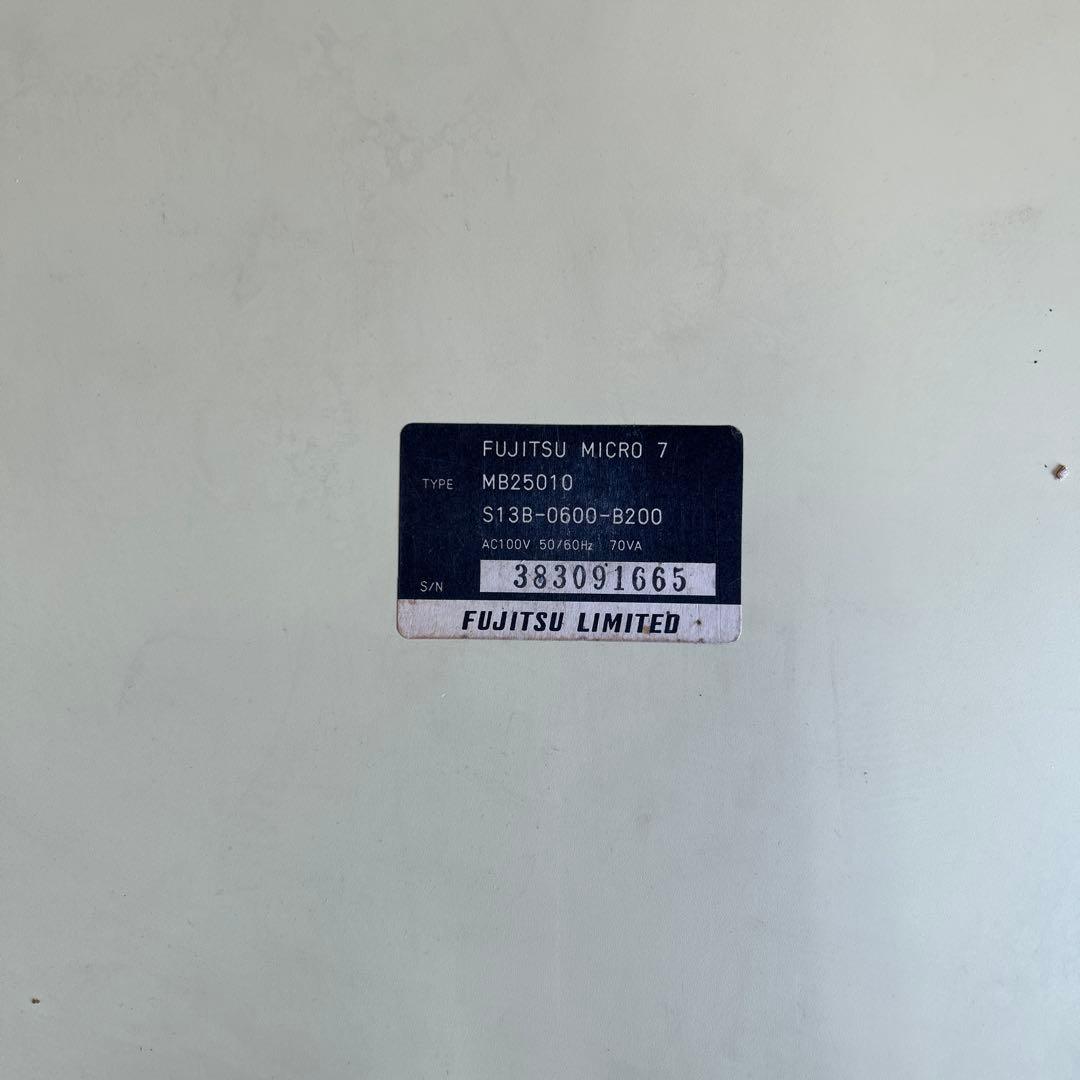 FUJITSU MICRO 7
TYPE MB25010
S13B-0600-B200
AC100V 50/60Hz 70VA
S/N 383091665
FUJITSU LIMITED